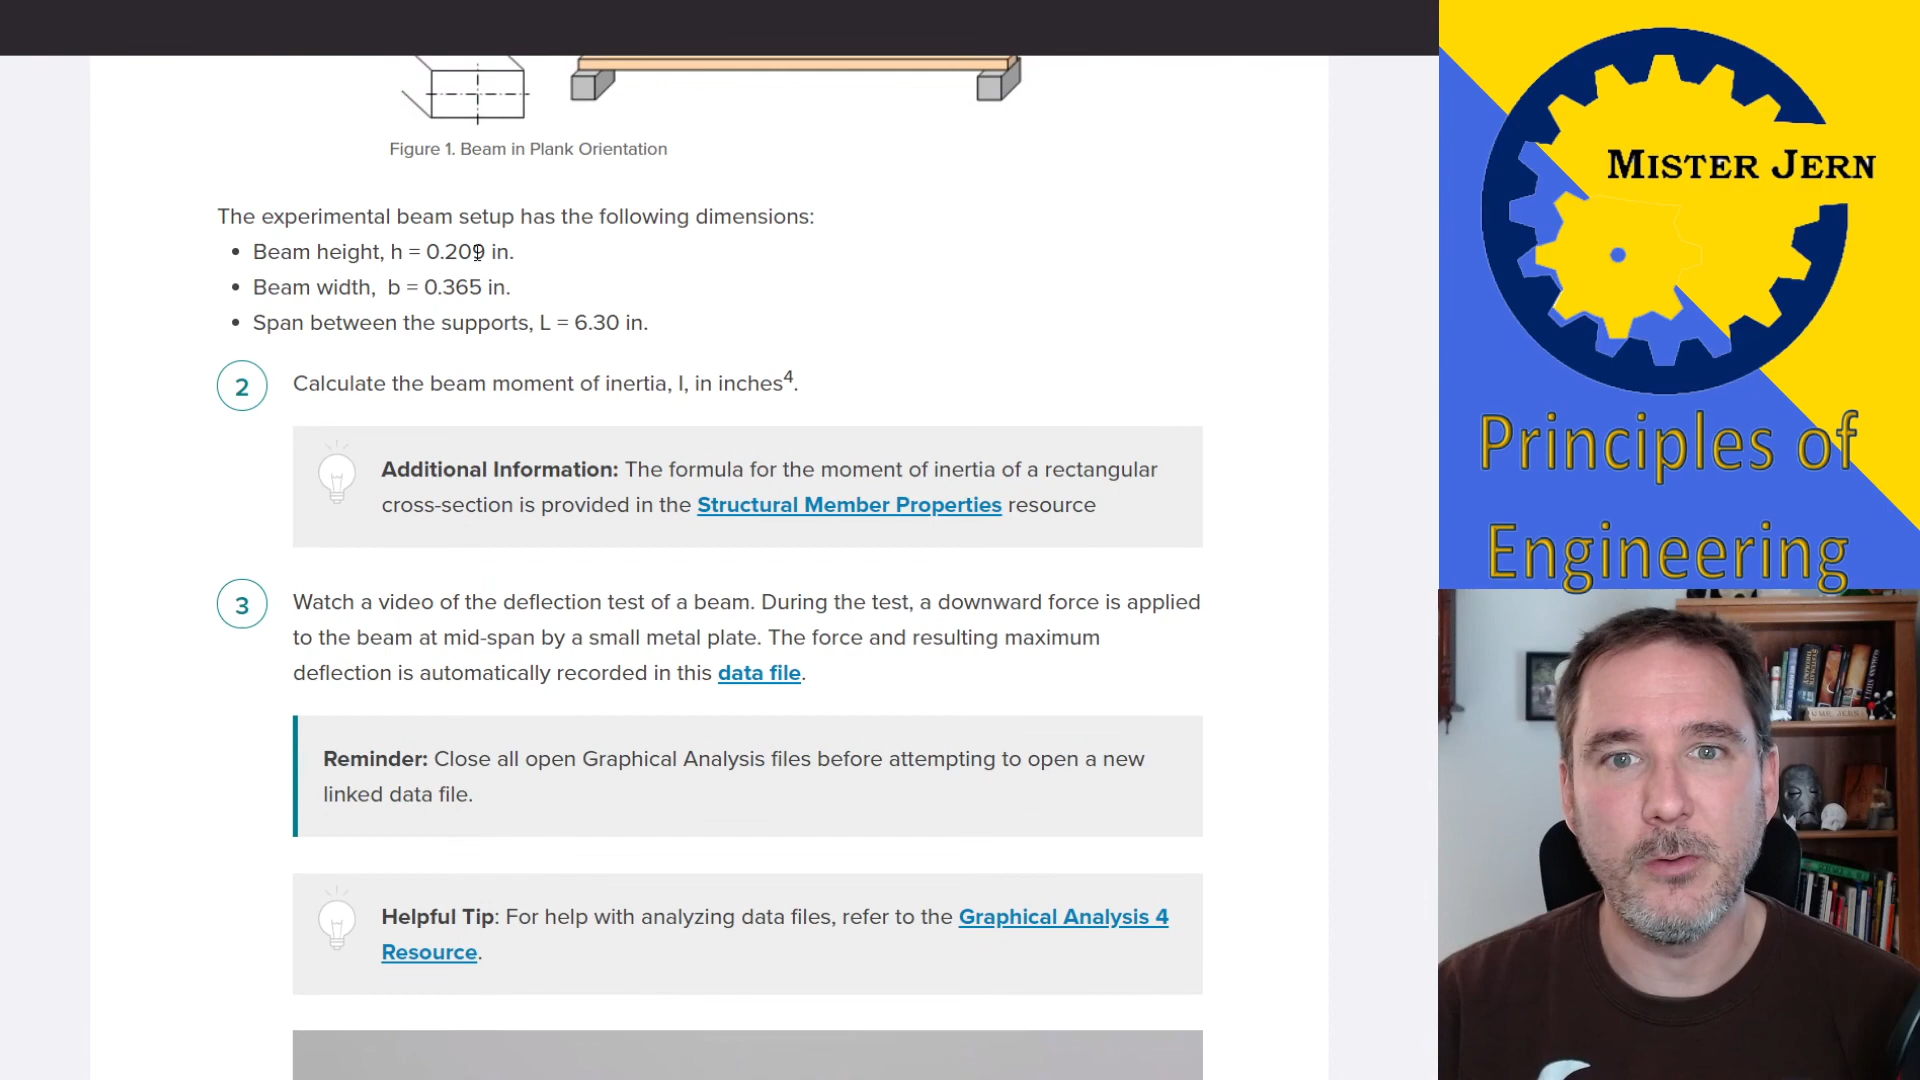 Figure 1. Beam in Plank Orientation
The experimental beam setup has the following dimensions:
• Beam height, h = 0.209 in.
• Beam width,  b = 0.365 in.
• Span between the supports, L = 6.30 in.
2
Calculate the beam moment of inertia, I, in inches⁴.
Additional Information: The formula for the moment of inertia of a rectangular
cross-section is provided in the Structural Member Properties resource
3
Watch a video of the deflection test of a beam. During the test, a downward force is applied
to the beam at mid-span by a small metal plate. The force and resulting maximum
deflection is automatically recorded in this data file.
Reminder: Close all open Graphical Analysis files before attempting to open a new
linked data file.
Helpful Tip: For help with analyzing data files, refer to the Graphical Analysis 4
Resource.
MISTER JERN
Principles of
Engineering